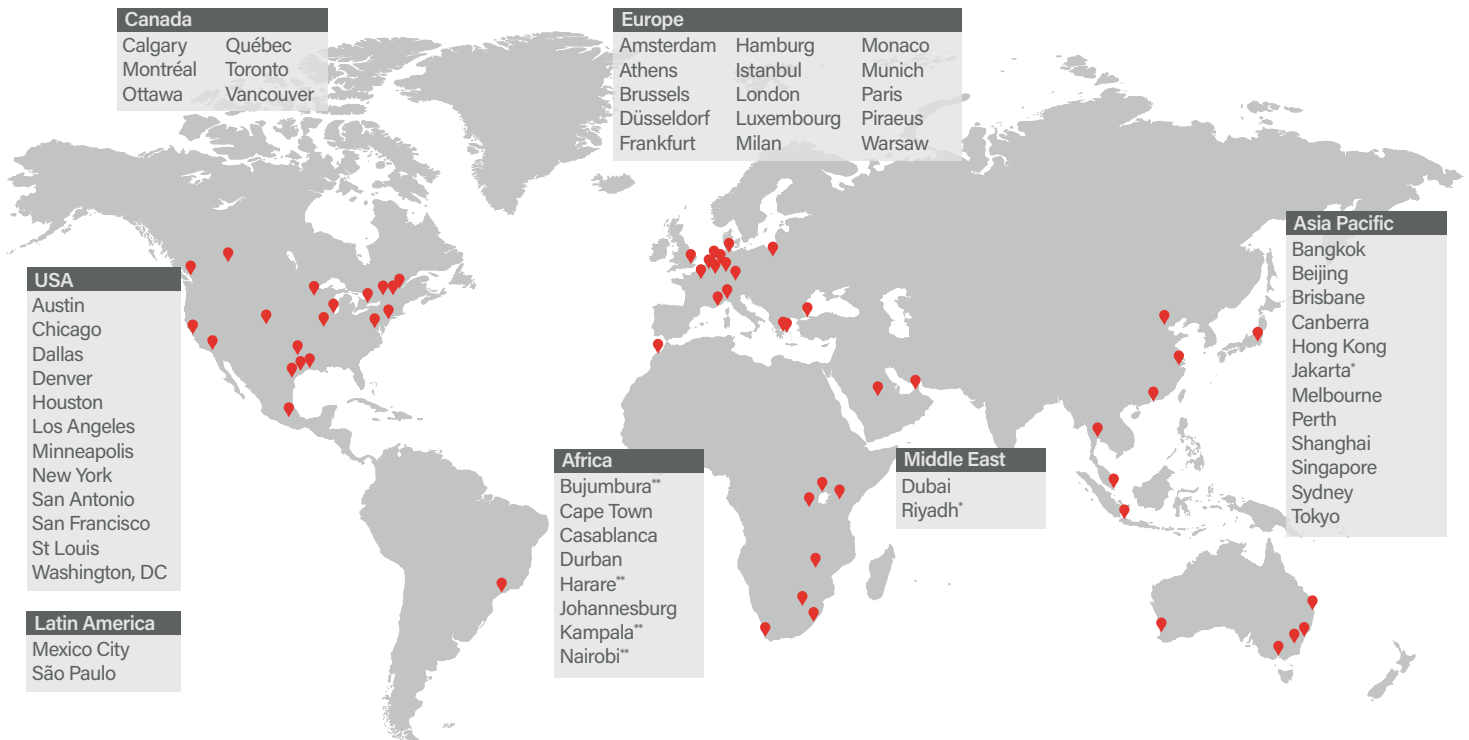 Canada
Calgary Québec
Montréal Toronto
Ottawa Vancouver
Europe
Amsterdam Hamburg Monaco
Athens Istanbul Munich
Brussels London Paris
Düsseldorf Luxembourg Piraeus
Frankfurt Milan Warsaw
USA
Austin
Chicago
Dallas
Denver
Houston
Los Angeles
Minneapolis
New York
San Antonio
San Francisco
St Louis
Washington, DC
Latin America
Mexico City
São Paulo
Africa
Bujumbura**
Cape Town
Casablanca
Durban
Harare**
Johannesburg
Kampala**
Nairobi**
Middle East
Dubai
Riyadh*
Asia Pacific
Bangkok
Beijing
Brisbane
Canberra
Hong Kong
Jakarta*
Melbourne
Perth
Shanghai
Singapore
Sydney
Tokyo